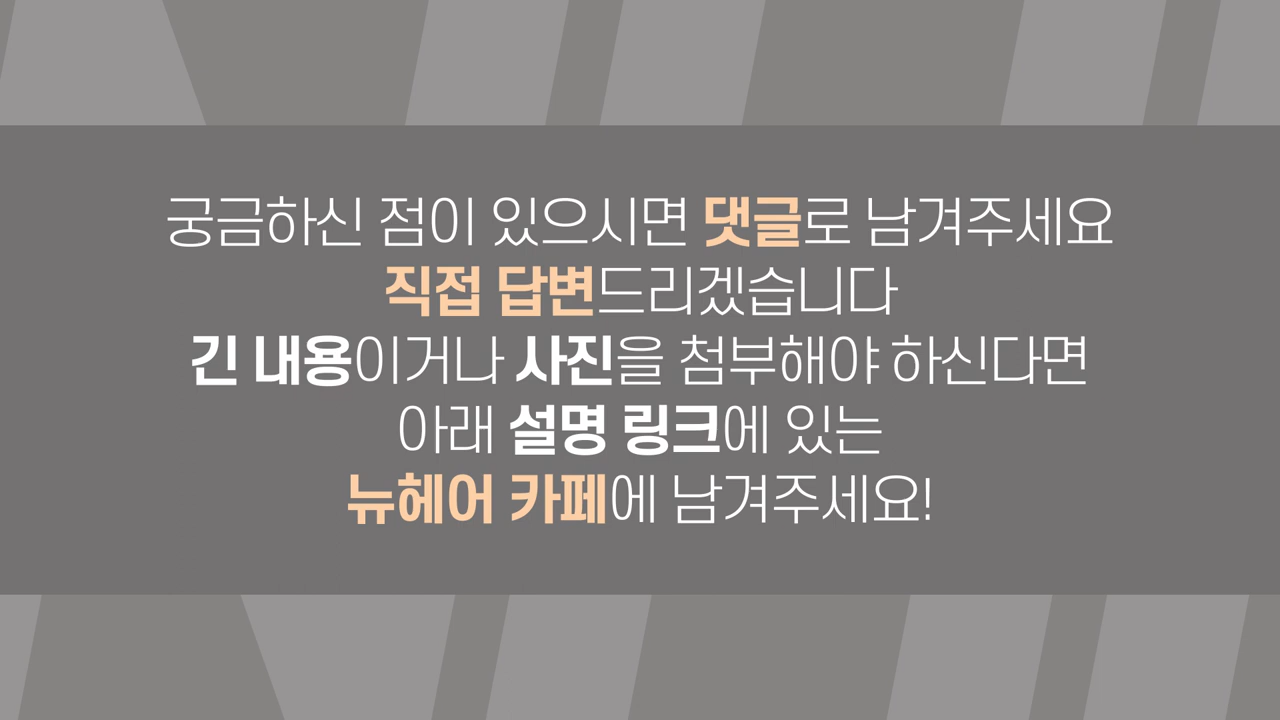 궁금하신 점이 있으시면 댓글로 남겨주세요
직접 답변드리겠습니다
긴 내용이거나 사진을 첨부해야 하신다면
아래 설명 링크에 있는
뉴헤어 카페에 남겨주세요!